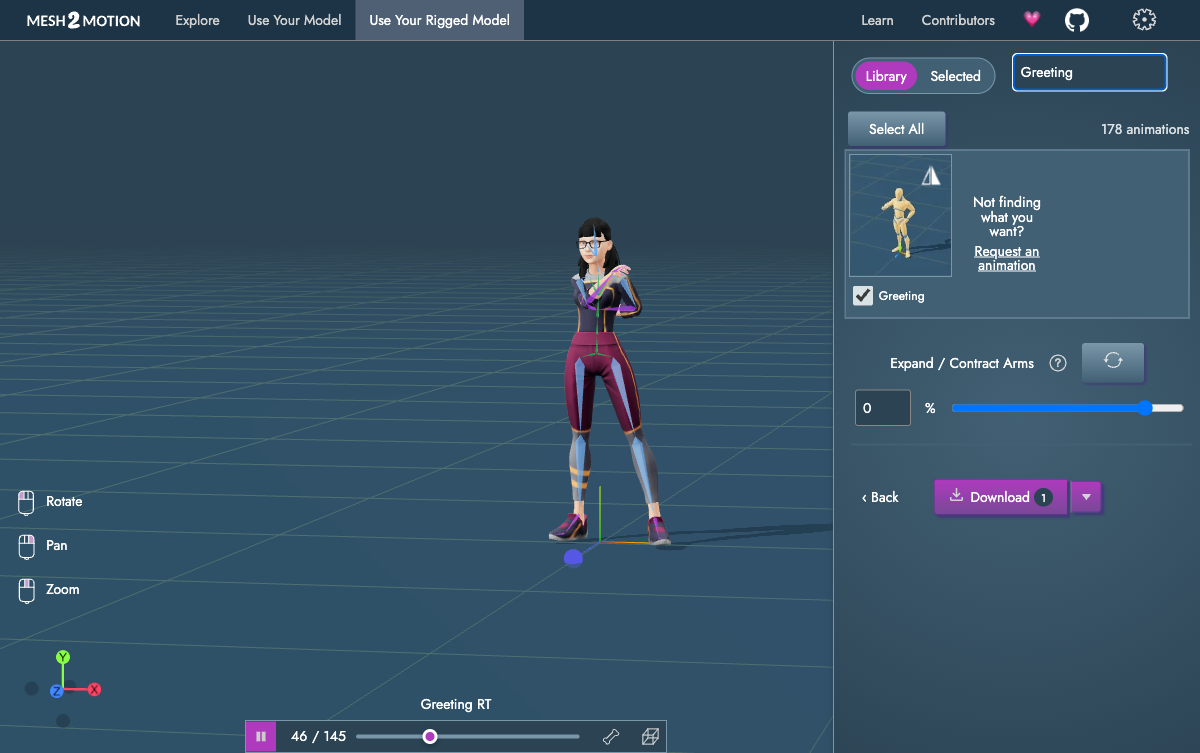 MESH2MOTION
Explore
Use Your Model
Use Your Rigged Model
Learn
Contributors
Library
Selected
Greeting
Select All
178 animations
Not finding
what you
want?
Request an
animation
Greeting
Expand / Contract Arms
?
0
%
‹ Back
Download 1
Rotate
Pan
Zoom
Y
Z
X
Greeting RT
46 / 145